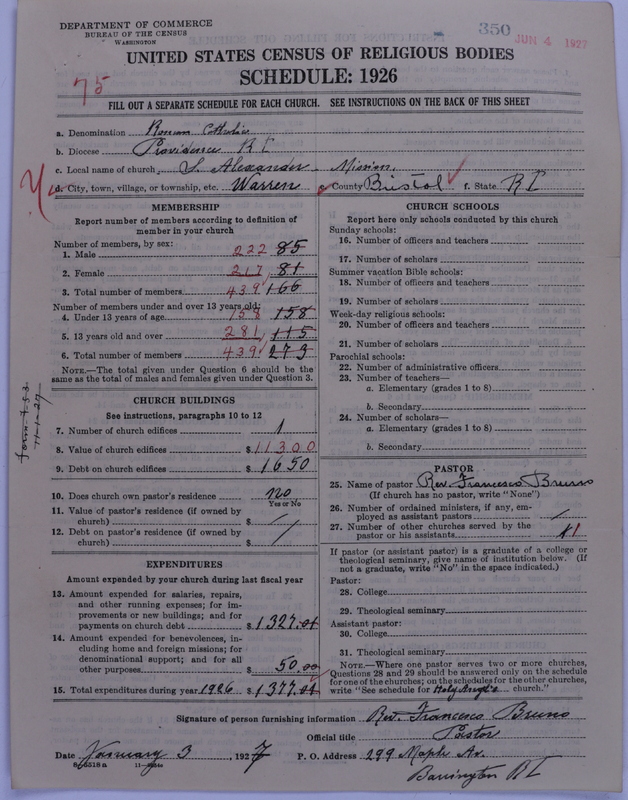 DEPARTMENT OF COMMERCE
BUREAU OF THE CENSUS
WASHINGTON
350
JUN 4 1927
UNITED STATES CENSUS OF RELIGIOUS BODIES
SCHEDULE: 1926
75
FILL OUT A SEPARATE SCHEDULE FOR EACH CHURCH. SEE INSTRUCTIONS ON THE BACK OF THIS SHEET
a. Denomination Roman Catholic
b. Diocese Providence R I
c. Local name of church S. Alexander - Mission
d. City, town, village, or township, etc. Warren County Bristol f. State R I
MEMBERSHIP
Report number of members according to definition of
member in your church
Number of members, by sex:
1. Male 222 85
2. Female 217 81
3. Total number of members 439 166
Number of members under and over 13 years old:
4. Under 13 years of age 158 158
5. 13 years old and over 281 115
6. Total number of members 439 273
NOTE.—The total given under Question 6 should be
same as the total of males and females given under Question 3.
CHURCH BUILDINGS
See instructions, paragraphs 10 to 12
7. Number of church edifices 1
8. Value of church edifices $ 11300
9. Debt on church edifices $ 1650
10. Does church own pastor's residence no
Yes or No
11. Value of pastor's residence (if owned by
church) $ /
12. Debt on pastor's residence (if owned by
church) $ /
EXPENDITURES
Amount expended by your church during last fiscal year
13. Amount expended for salaries, repairs,
and other running expenses; for im-
provements or new buildings; and for
payments on church debt $ 1327.01
14. Amount expended for benevolences, in-
cluding home and foreign missions; for
denominational support; and for all
other purposes $ 50.00
15. Total expenditures during year 1926 $ 1377.01
CHURCH SCHOOLS
Report here only schools conducted by this church
Sunday schools:
16. Number of officers and teachers
17. Number of scholars
Summer vacation Bible schools:
18. Number of officers and teachers
19. Number of scholars
Week-day religious schools:
20. Number of officers and teachers
21. Number of scholars
Parochial schools:
22. Number of administrative officers
23. Number of teachers—
a. Elementary (grades 1 to 8)
b. Secondary
24. Number of scholars—
a. Elementary (grades 1 to 8)
b. Secondary
PASTOR
25. Name of pastor Rev. Francesco Bruno
(If church has no pastor, write "None")
26. Number of ordained ministers, if any, em-
ployed as assistant pastors /
27. Number of other churches served by the
pastor or his assistants 1
If pastor (or assistant pastor) is a graduate of a college or
theological seminary, give name of institution below. (If
not a graduate, write "No" in the space indicated.)
Pastor:
28. College
29. Theological seminary
Assistant pastor:
30. College
31. Theological seminary
NOTE.—Where one pastor serves two or more churches,
Questions 28 and 29 should be answered only on the schedule
for one of the churches; on the schedules for the other churches,
write "See schedule for Holy Angel's church."
Signature of person furnishing information Rev. Francesco Bruno
Official title Pastor
Date January 3 1927 P. O. Address 299 Maple Av.
Barrington R I